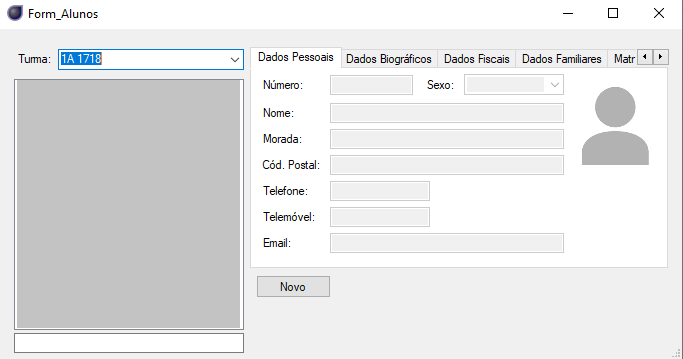 Form_Alunos
Turma: 1A 1718
Dados Pessoais Dados Biográficos Dados Fiscais Dados Familiares Matr
Número: Sexo:
Nome:
Morada:
Cód. Postal:
Telefone:
Telemóvel:
Email:
Novo